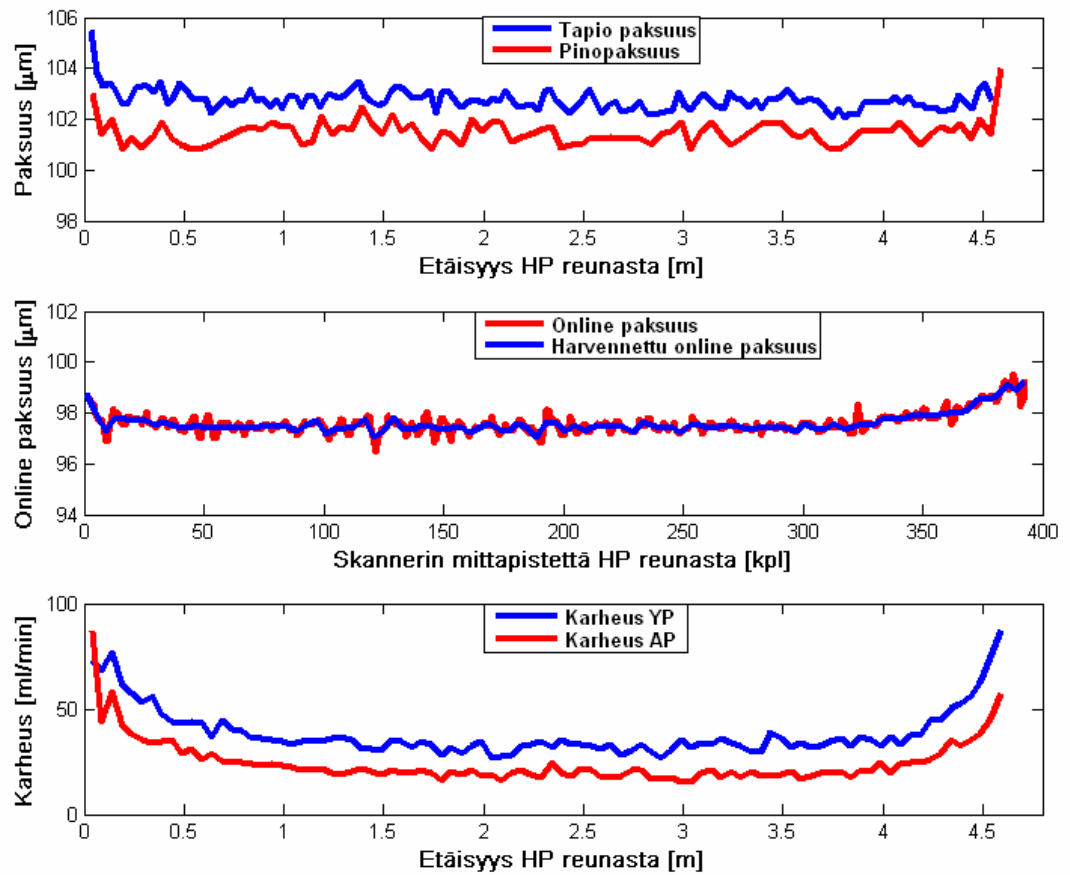 106
104
102
100
98
Paksuus [µm]
Tapio paksuus
Pinopaksuus
0 0.5 1 1.5 2 2.5 3 3.5 4 4.5
Etäisyys HP reunasta [m]
102
100
98
96
94
Online paksuus [µm]
Online paksuus
Harvennettu online paksuus
0 50 100 150 200 250 300 350 400
Skannerin mittapistettä HP reunasta [kpl]
100
50
0
Karheus [ml/min]
Karheus YP
Karheus AP
0 0.5 1 1.5 2 2.5 3 3.5 4 4.5
Etäisyys HP reunasta [m]